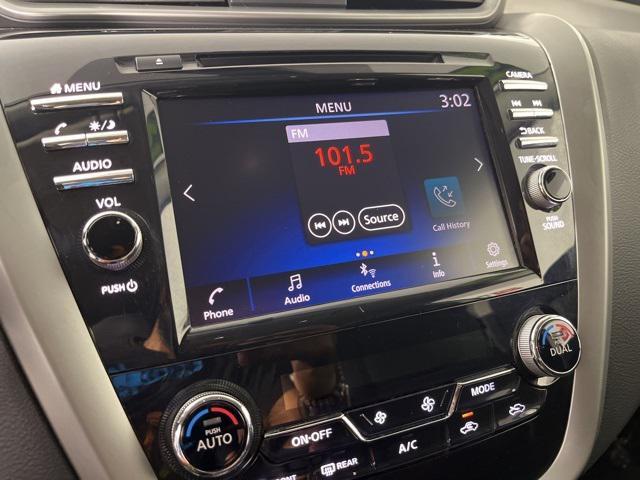 MENU
CAMERA
MENU
3:02
FM
101.5
FM
BACK
AUDIO
TUNE·SCROLL
VOL
Source
Call History
PUSH
SOUND
PUSH
Phone
Audio
Connections
Info
Settings
DUAL
PUSH
AUTO
ON·OFF
MODE
A/C
FRONT
REAR